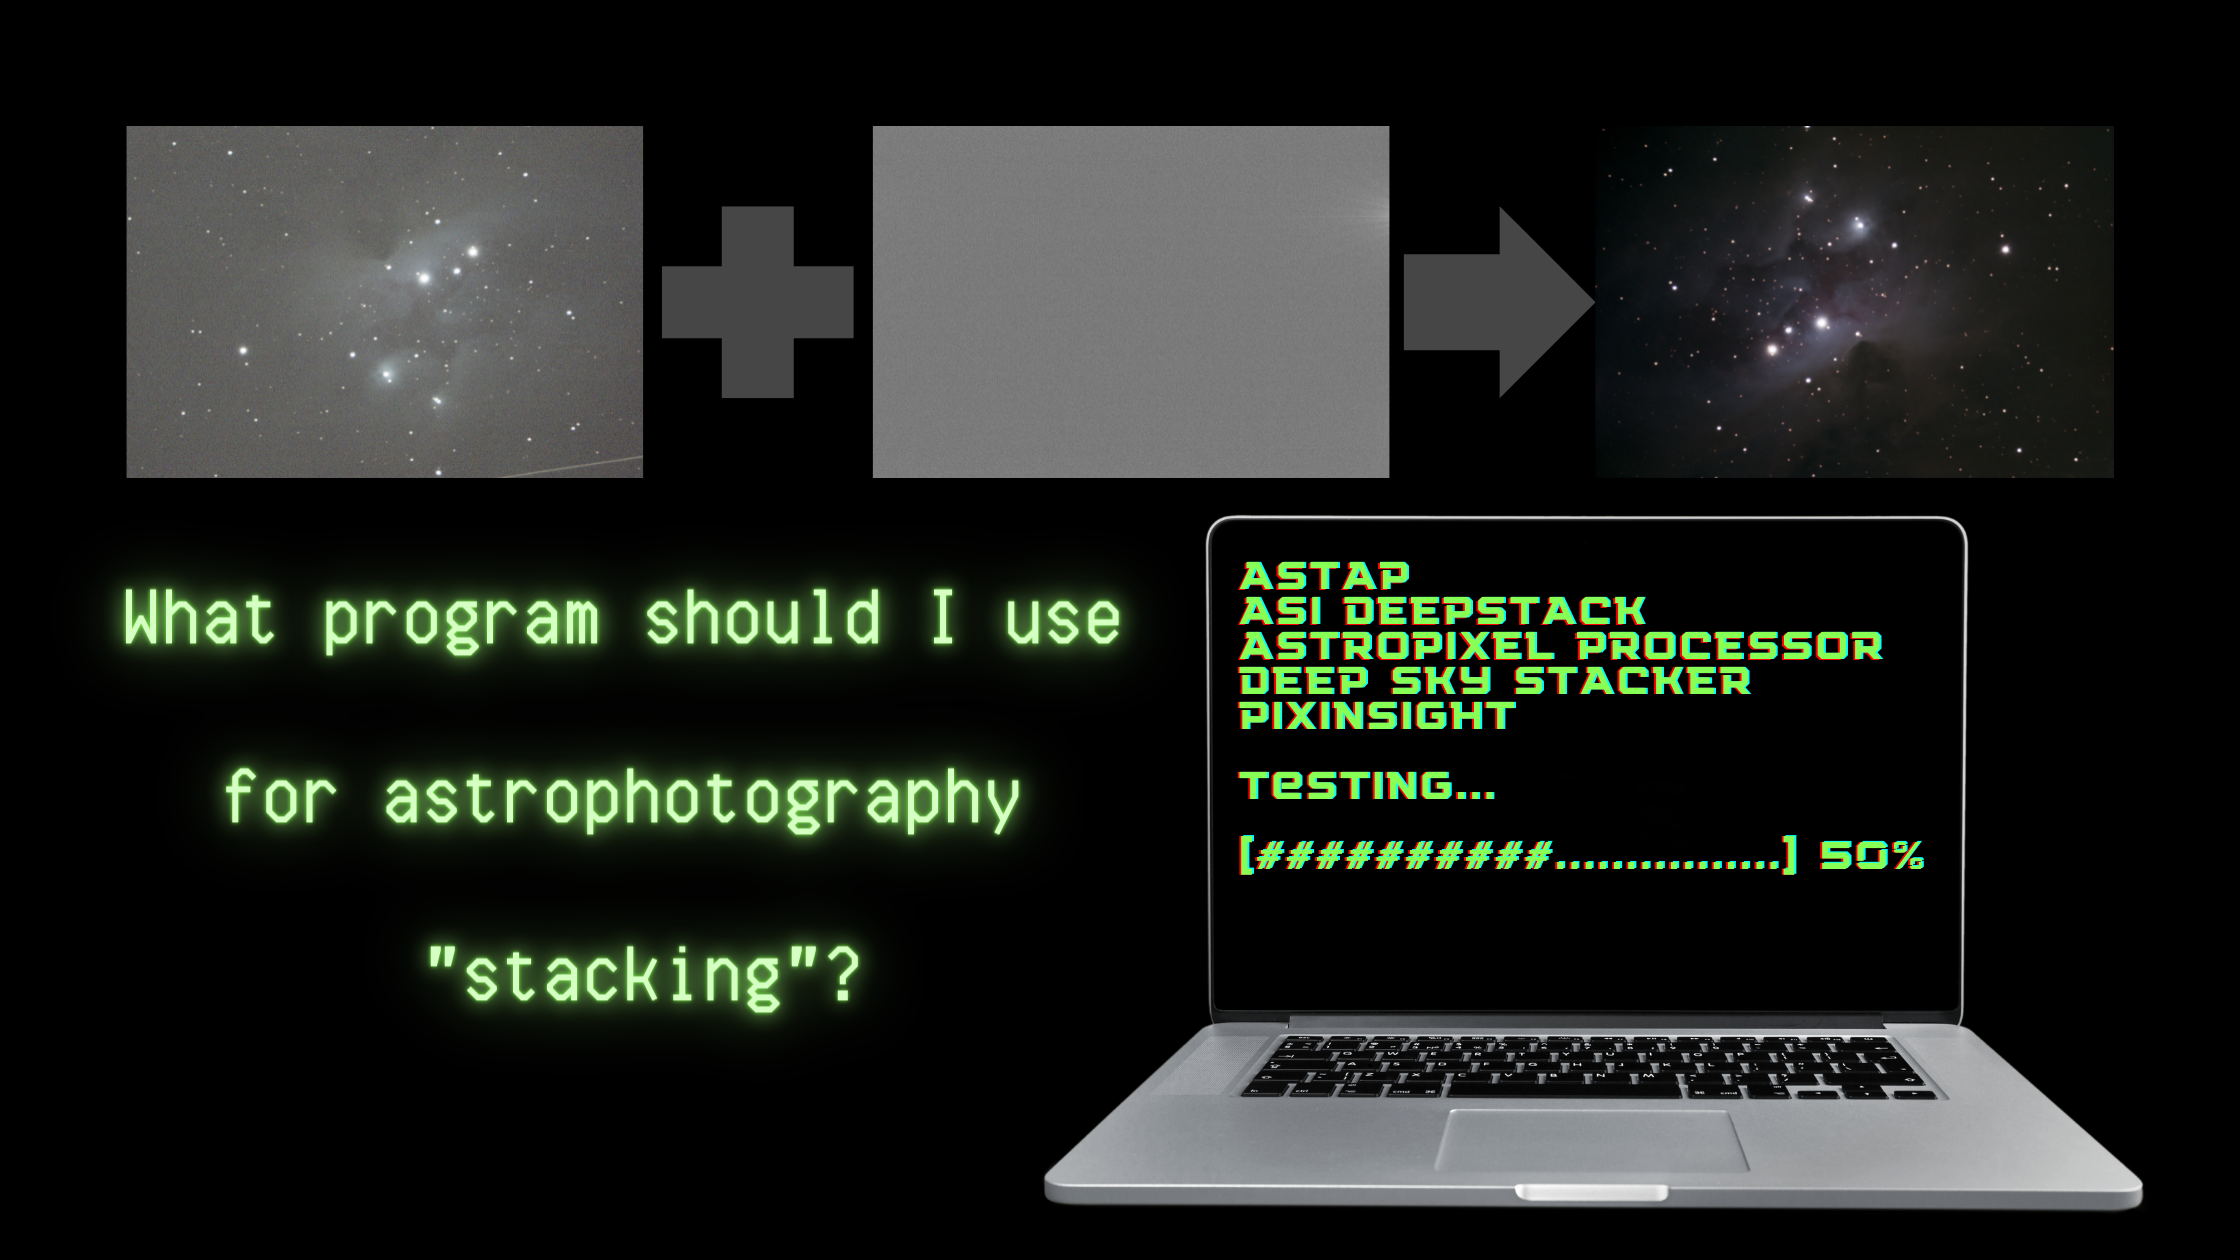 What program should I use
for astrophotography
"stacking"?
ASTAP
ASI DEEPSTACK
ASTROPIXEL PROCESSOR
DEEP SKY STACKER
PIXINSIGHT
TESTING...
[##########................] 50%